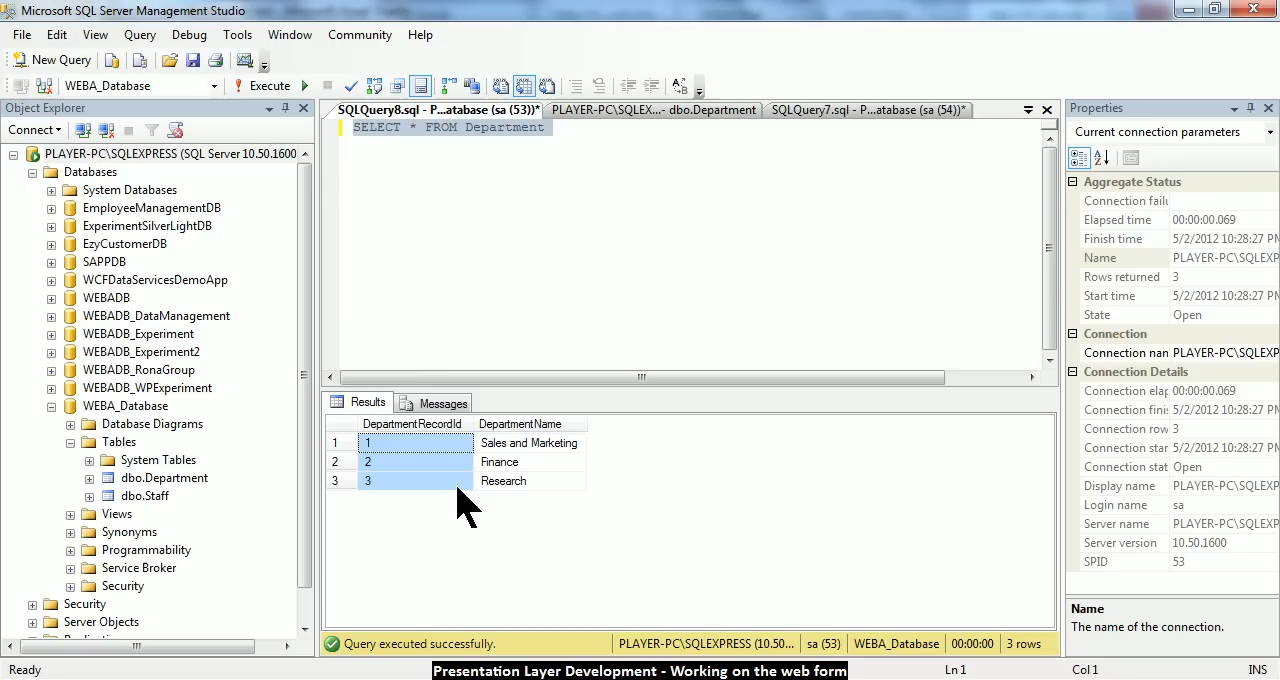 Microsoft SQL Server Management Studio
File Edit View Query Debug Tools Window Community Help
New Query
WEBA_Database Execute
Object Explorer
Connect
PLAYER-PC\SQLEXPRESS (SQL Server 10.50.1600
Databases
System Databases
EmployeeManagementDB
ExperimentSilverLightDB
EzyCustomerDB
SAPPDB
WCFDataServicesDemoApp
WEBADB
WEBADB_DataManagement
WEBADB_Experiment
WEBADB_Experiment2
WEBADB_RonaGroup
WEBADB_WPExperiment
WEBA_Database
Database Diagrams
Tables
System Tables
dbo.Department
dbo.Staff
Views
Synonyms
Programmability
Service Broker
Security
Security
Server Objects
SQLQuery8.sql - P...atabase (sa (53))* PLAYER-PC\SQLEX...- dbo.Department SQLQuery7.sql - P...atabase (sa (54))*
SELECT * FROM Department
Results Messages
DepartmentRecordId DepartmentName
1 1 Sales and Marketing
2 2 Finance
3 3 Research
Query executed successfully. PLAYER-PC\SQLEXPRESS (10.50... sa (53) WEBA_Database 00:00:00 3 rows
Properties
Current connection parameters
Aggregate Status
Connection failu
Elapsed time 00:00:00.069
Finish time 5/2/2012 10:28:27 PM
Name PLAYER-PC\SQLEXP
Rows returned 3
Start time 5/2/2012 10:28:27 PM
State Open
Connection
Connection nan PLAYER-PC\SQLEXP
Connection Details
Connection elap 00:00:00.069
Connection finis 5/2/2012 10:28:27 PM
Connection row 3
Connection star 5/2/2012 10:28:27 PM
Connection stat Open
Display name PLAYER-PC\SQLEXP
Login name sa
Server name PLAYER-PC\SQLEXP
Server version 10.50.1600
SPID 53
Name
The name of the connection.
Ready Ln 1 Col 1 INS
Presentation Layer Development - Working on the web form